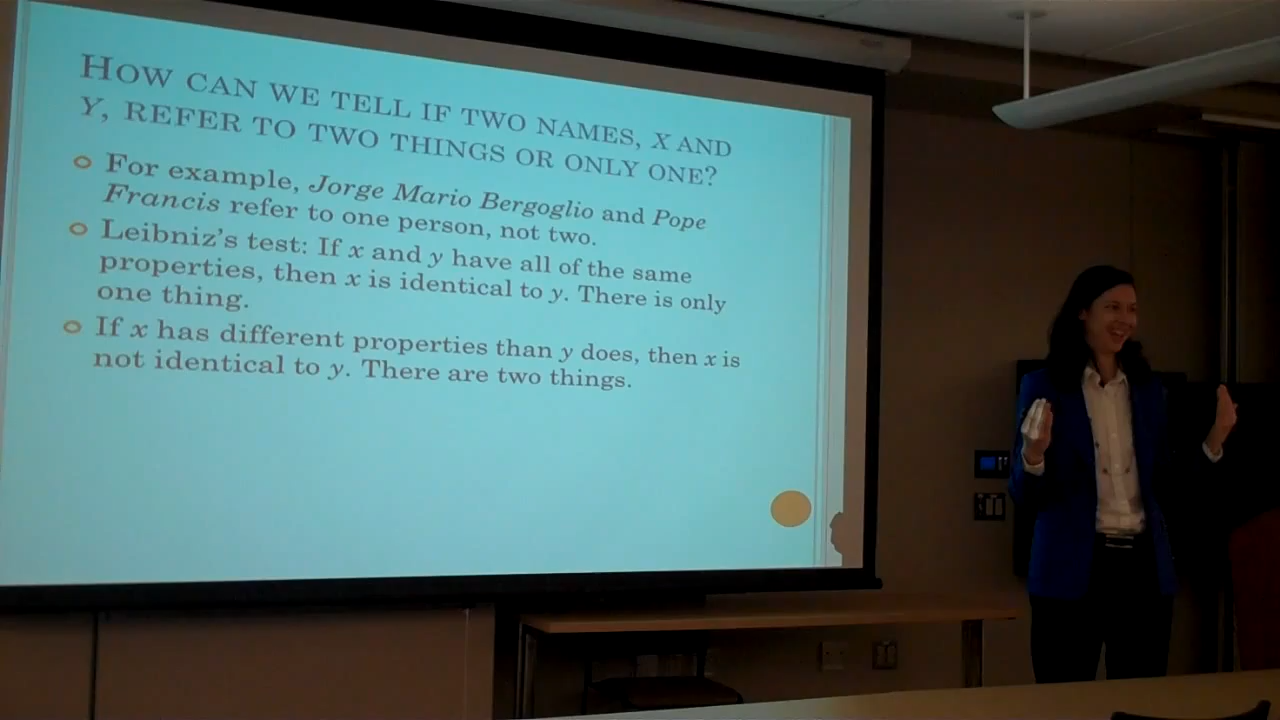 HOW CAN WE TELL IF TWO NAMES, X AND
Y, REFER TO TWO THINGS OR ONLY ONE?
For example, Jorge Mario Bergoglio and Pope
Francis refer to one person, not two.
Leibniz's test: If x and y have all of the same
properties, then x is identical to y. There is only
one thing.
If x has different properties than y does, then x is
not identical to y. There are two things.